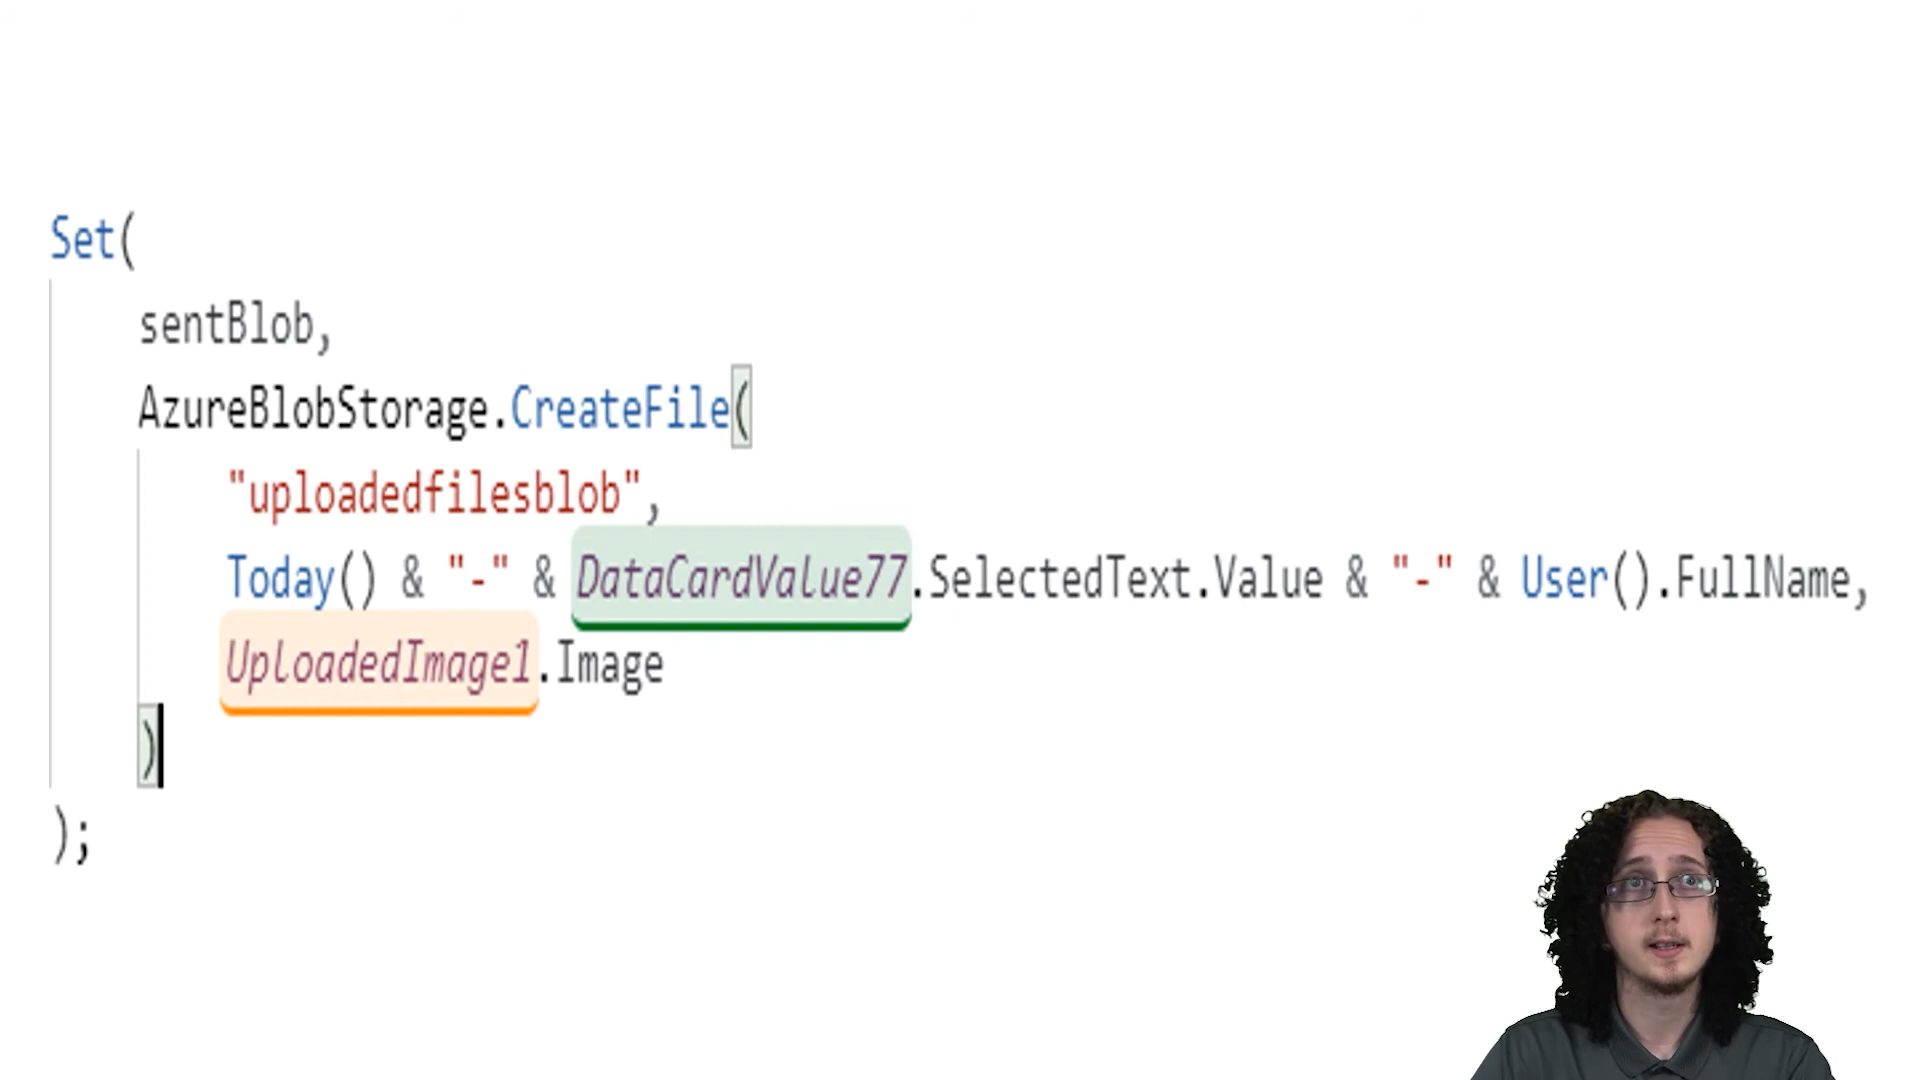 Set(
sentBlob,
AzureBlobStorage.CreateFile(
"uploadedfilesblob",
Today() & "-" & DataCardValue77.SelectedText.Value & "-" & User().FullName,
UploadedImage1.Image
)
);